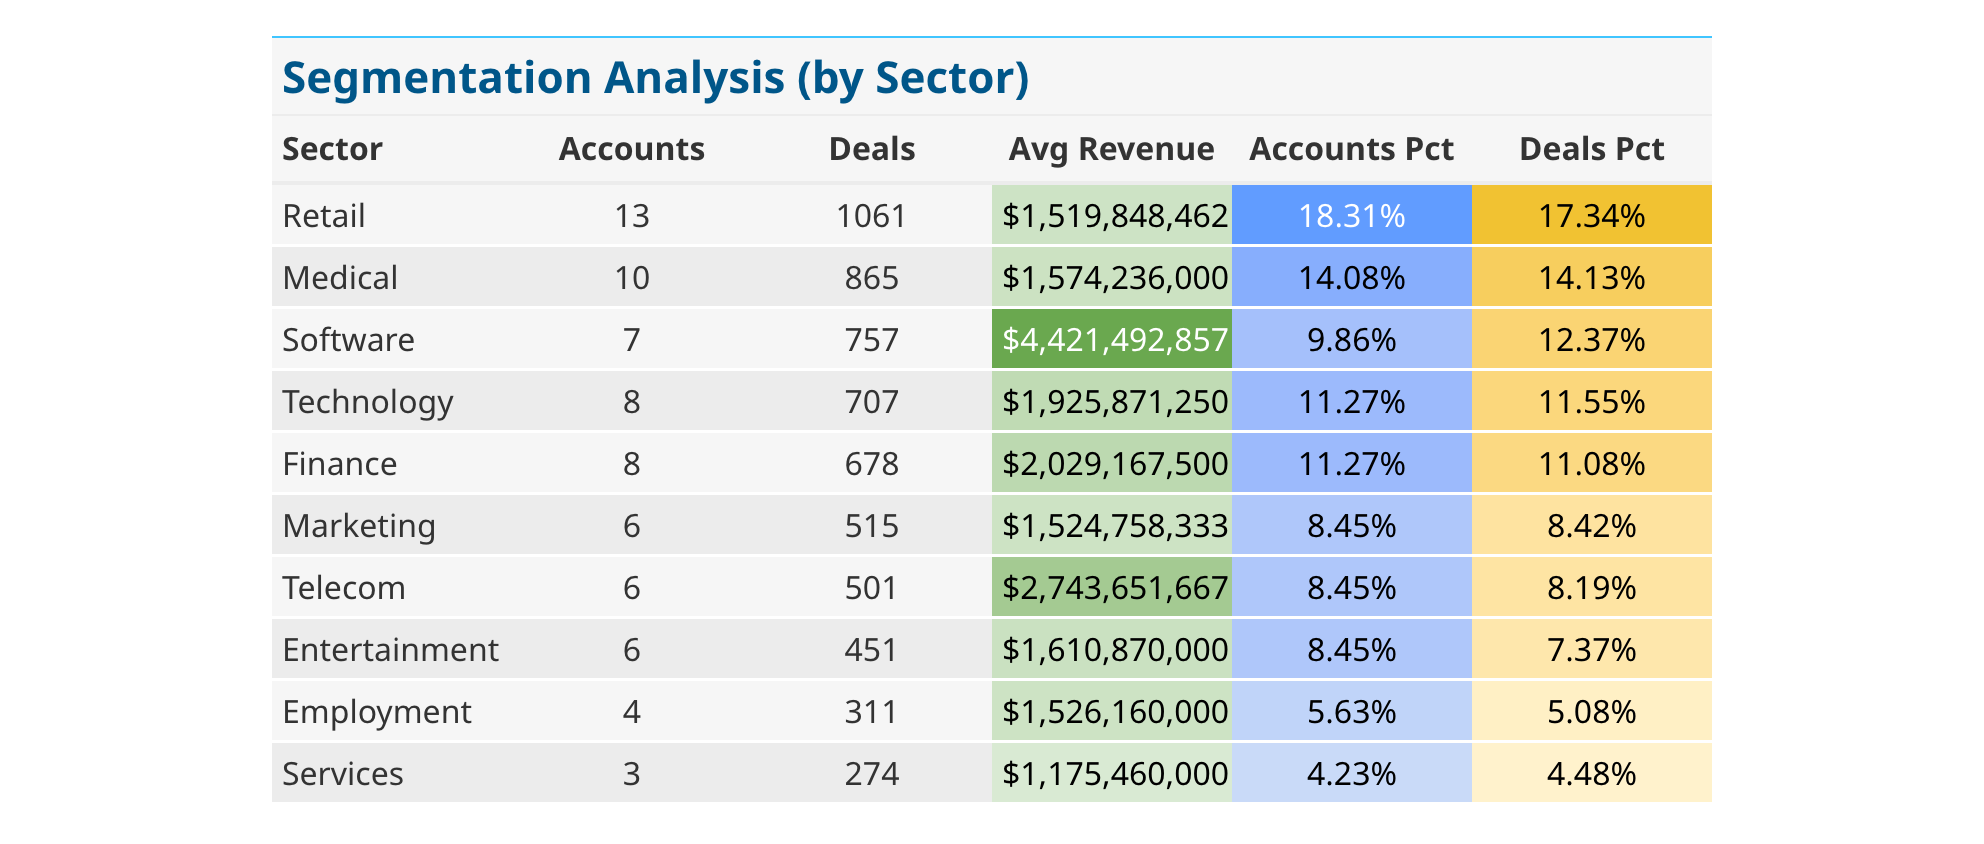 Segmentation Analysis (by Sector)
Sector Accounts Deals Avg Revenue Accounts Pct Deals Pct
Retail 13 1061 $1,519,848,462 18.31% 17.34%
Medical 10 865 $1,574,236,000 14.08% 14.13%
Software 7 757 $4,421,492,857 9.86% 12.37%
Technology 8 707 $1,925,871,250 11.27% 11.55%
Finance 8 678 $2,029,167,500 11.27% 11.08%
Marketing 6 515 $1,524,758,333 8.45% 8.42%
Telecom 6 501 $2,743,651,667 8.45% 8.19%
Entertainment 6 451 $1,610,870,000 8.45% 7.37%
Employment 4 311 $1,526,160,000 5.63% 5.08%
Services 3 274 $1,175,460,000 4.23% 4.48%